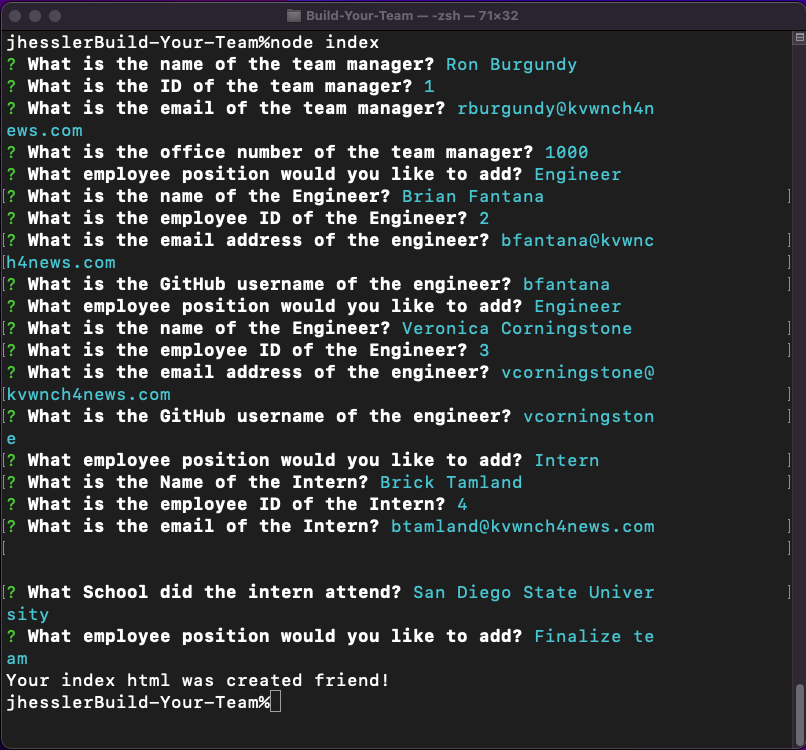 Build-Your-Team — -zsh — 71×32
jhesslerBuild-Your-Team%node index
? What is the name of the team manager? Ron Burgundy
? What is the ID of the team manager? 1
? What is the email of the team manager? rburgundy@kvwnch4n
ews.com
? What is the office number of the team manager? 1000
? What employee position would you like to add? Engineer
[? What is the name of the Engineer? Brian Fantana ]
? What is the employee ID of the Engineer? 2
[? What is the email address of the engineer? bfantana@kvwnc ]
[h4news.com ]
[? What is the GitHub username of the engineer? bfantana ]
? What employee position would you like to add? Engineer
[? What is the name of the Engineer? Veronica Corningstone ]
[? What is the employee ID of the Engineer? 3 ]
? What is the email address of the engineer? vcorningstone@
[kvwnch4news.com ]
[? What is the GitHub username of the engineer? vcorningston ]
e
[? What employee position would you like to add? Intern ]
[? What is the Name of the Intern? Brick Tamland ]
? What is the employee ID of the Intern? 4
[? What is the email of the Intern? btamland@kvwnch4news.com ]
[ ]
[? What School did the intern attend? San Diego State Univer ]
sity
? What employee position would you like to add? Finalize te
am
Your index html was created friend!
jhesslerBuild-Your-Team%